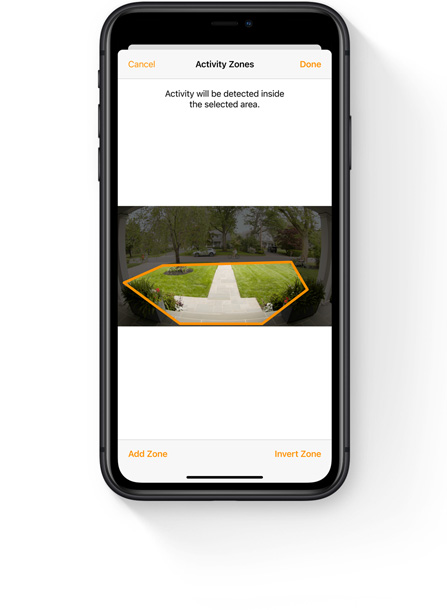 Cancel Activity Zones Done
Activity will be detected inside
the selected area.
Add Zone Invert Zone